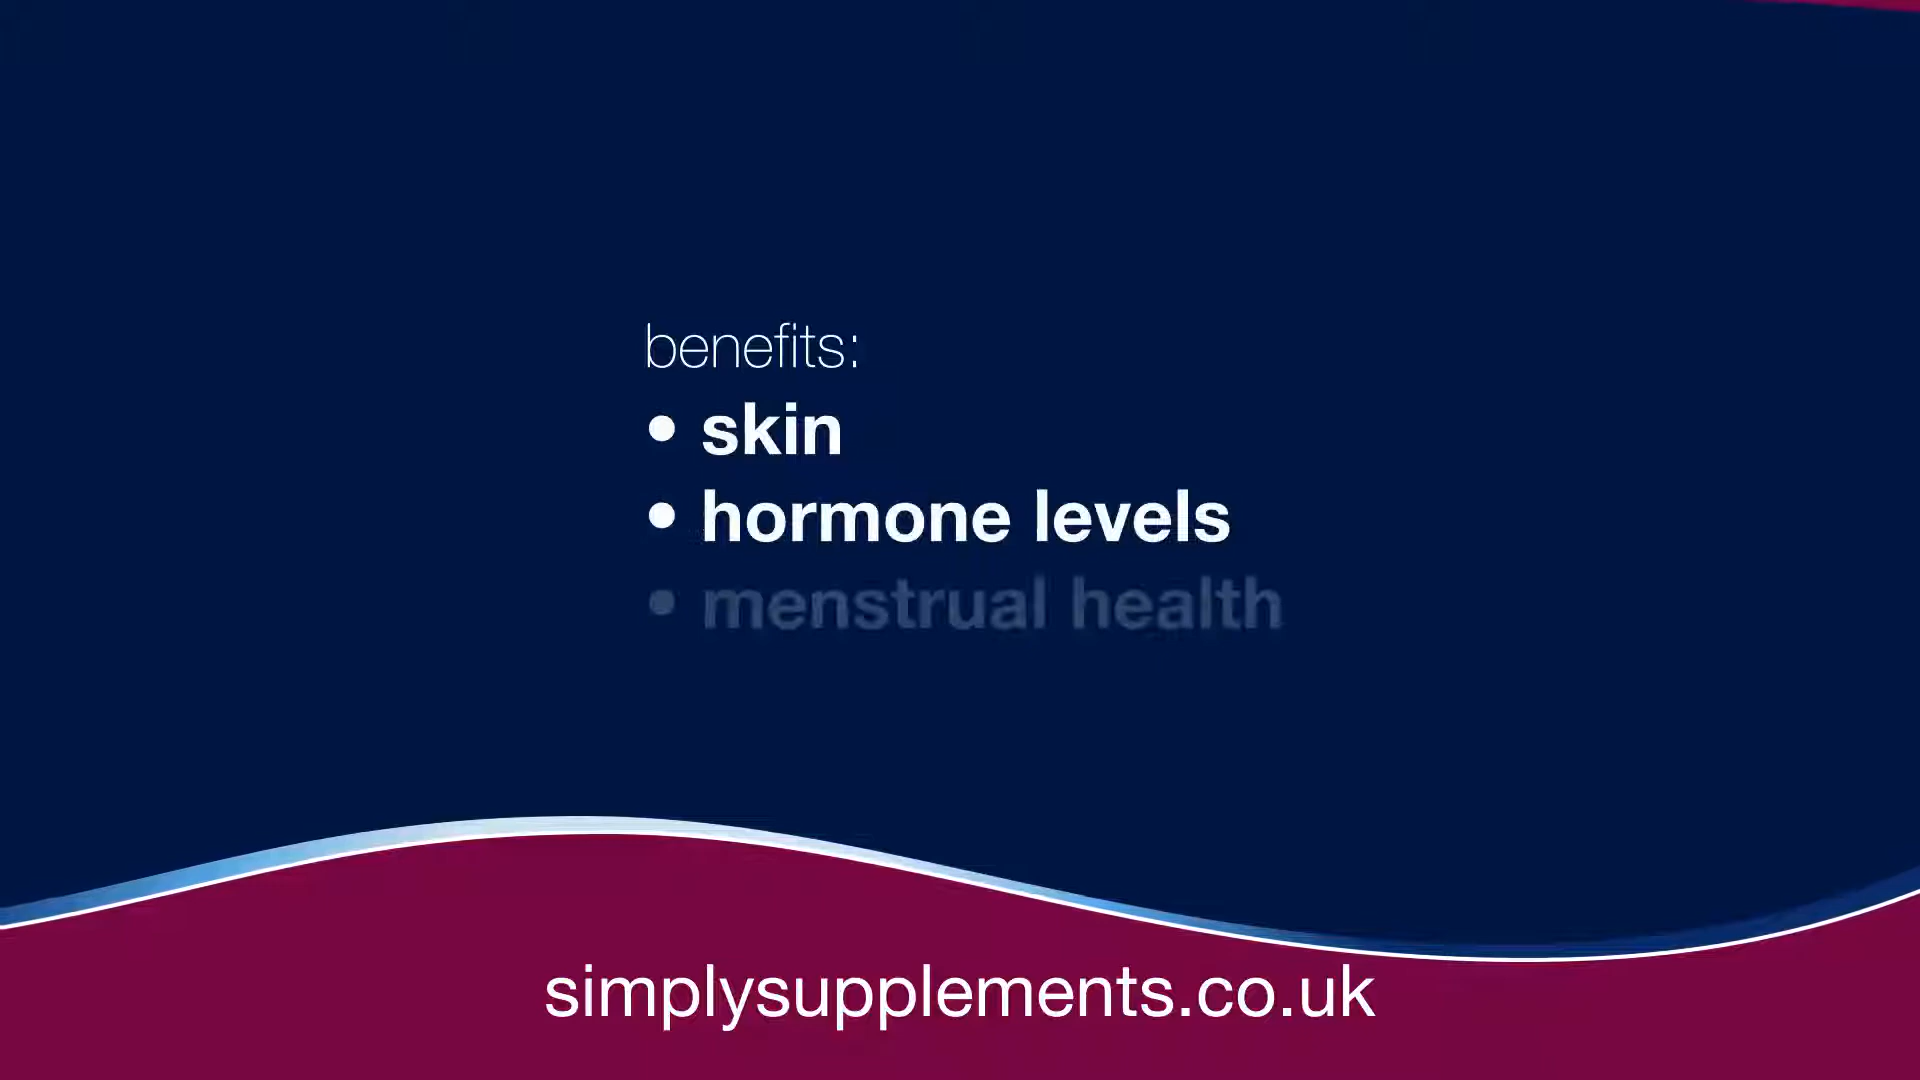 benefits:
• skin
• hormone levels
• menstrual health
simplysupplements.co.uk